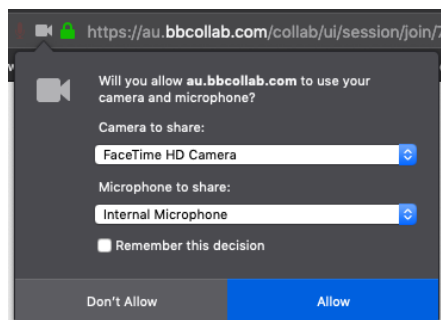 https://au.bbcollab.com/collab/ui/session/join/
Will you allow au.bbcollab.com to use your
camera and microphone?
Camera to share:
FaceTime HD Camera
Microphone to share:
Internal Microphone
Remember this decision
Don't Allow
Allow